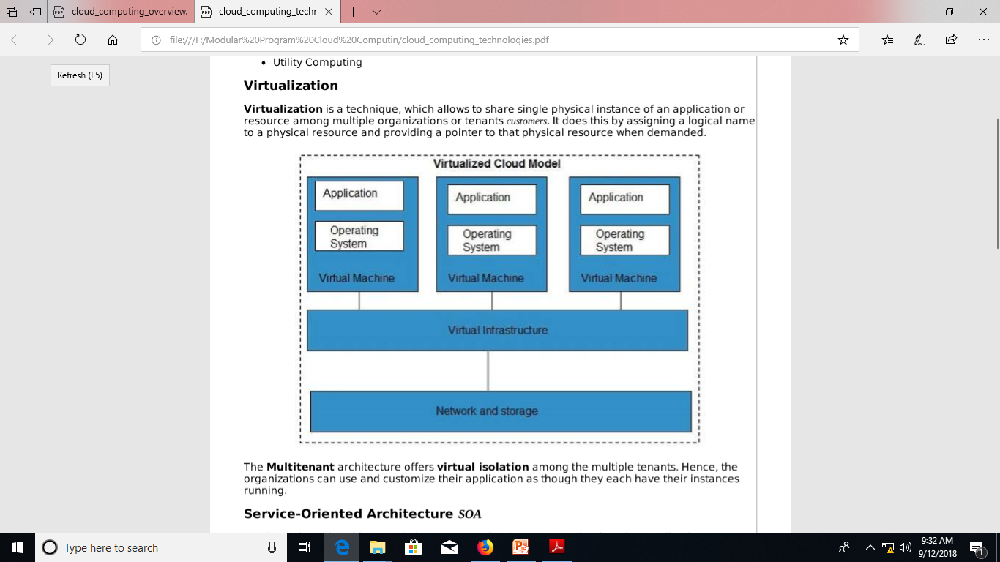 cloud_computing_overview.
cloud_computing_techr
file:///F:/Modular%20Program%20Cloud%20Computin/cloud_computing_technologies.pdf
Refresh (F5)
• Utility Computing
Virtualization
Virtualization is a technique, which allows to share single physical instance of an application or
resource among multiple organizations or tenants customers. It does this by assigning a logical name
to a physical resource and providing a pointer to that physical resource when demanded.
Virtualized Cloud Model
Application
Operating
System
Virtual Machine
Application
Operating
System
Virtual Machine
Application
Operating
System
Virtual Machine
Virtual Infrastructure
Network and storage
The Multitenant architecture offers virtual isolation among the multiple tenants. Hence, the
organizations can use and customize their application as though they each have their instances
running.
Service-Oriented Architecture SOA
Type here to search
9:32 AM
9/12/2018
1